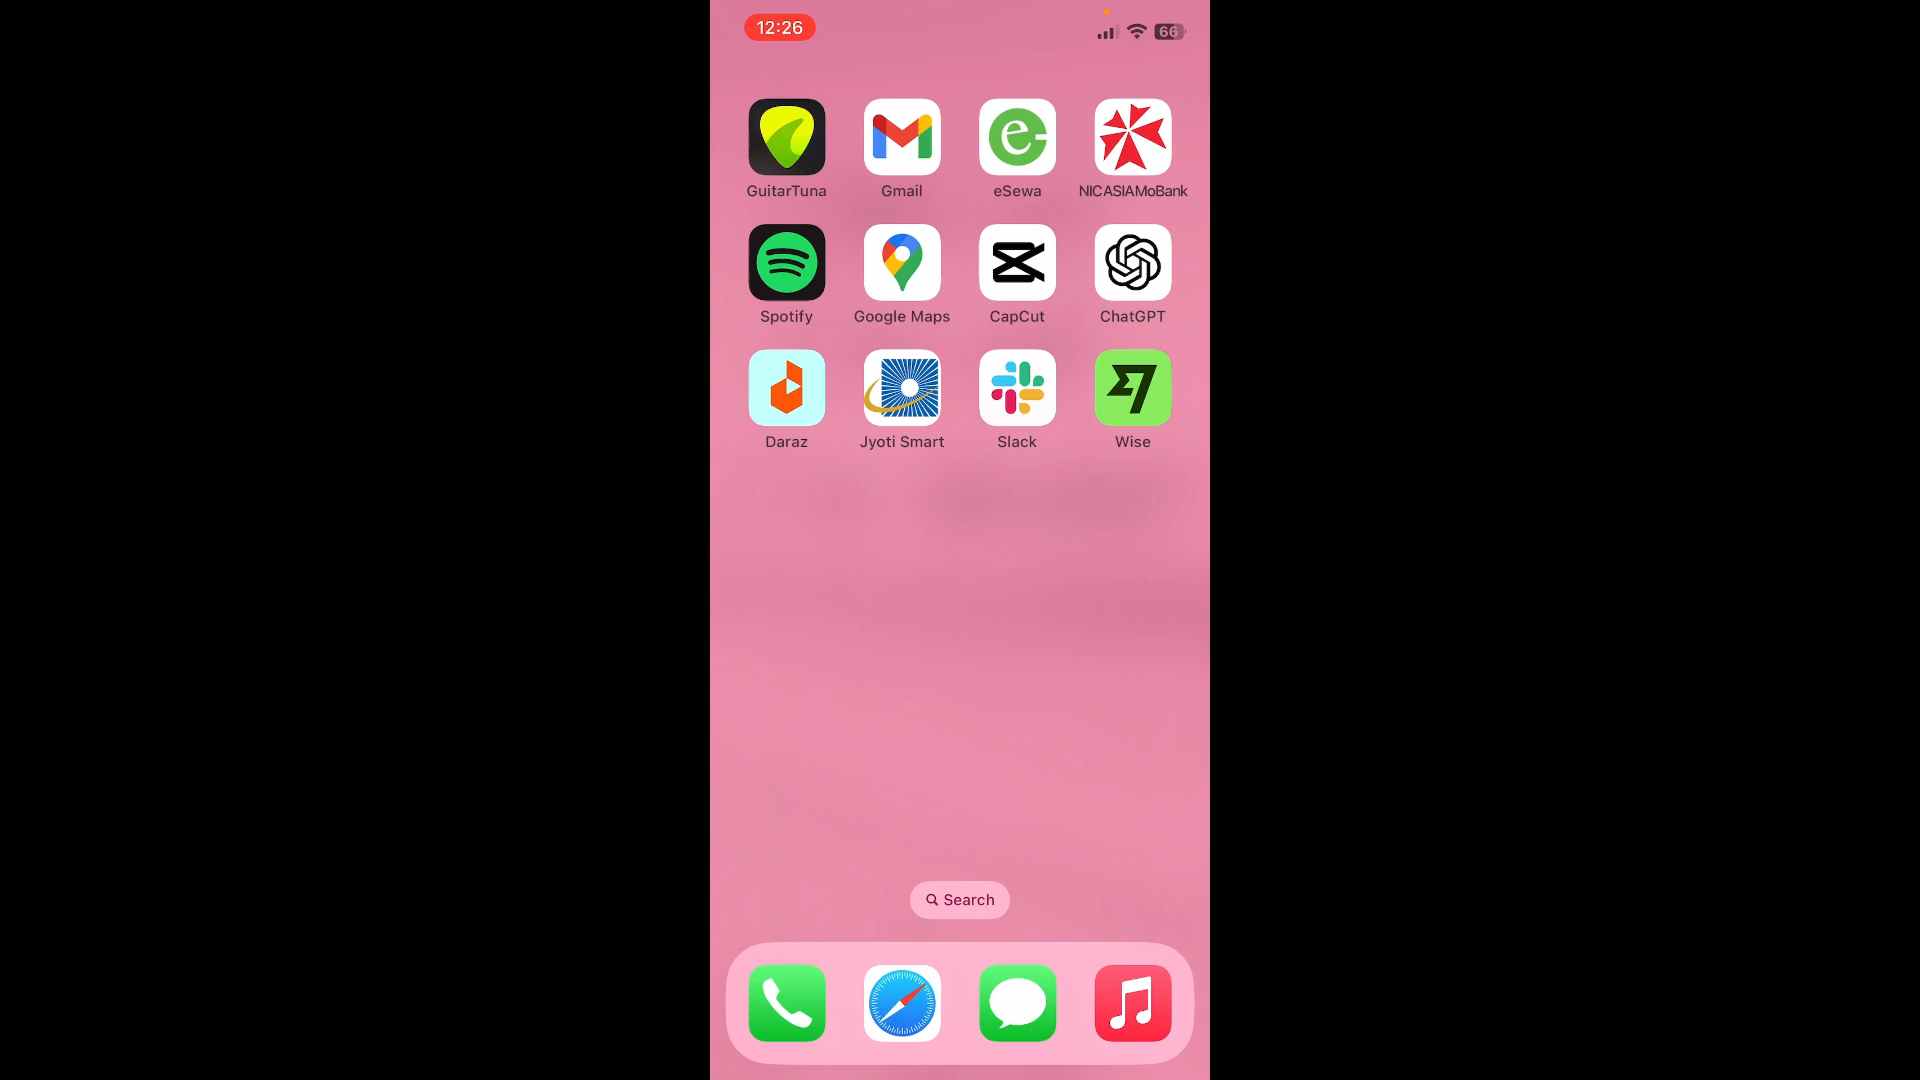 12:26
66
GuitarTuna
Gmail
eSewa
NICASIAMoBank
Spotify
Google Maps
CapCut
ChatGPT
Daraz
Jyoti Smart
Slack
Wise
Search